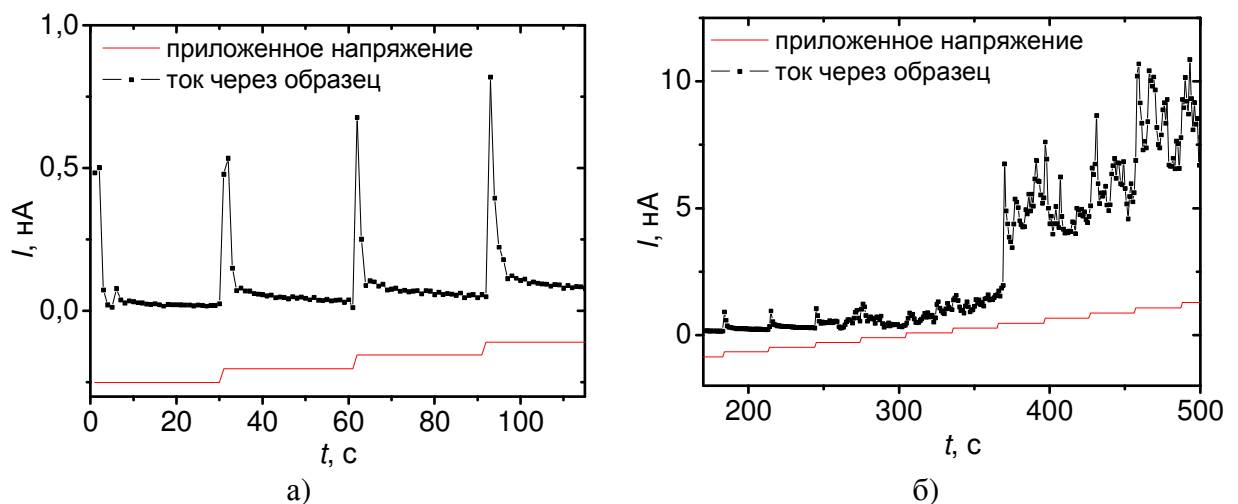 1,0
0,5
0,0
I, нА
приложенное напряжение
ток через образец
0 20 40 60 80 100
t, с
а)
10
5
0
I, нА
приложенное напряжение
ток через образец
200 300 400 500
t, с
б)